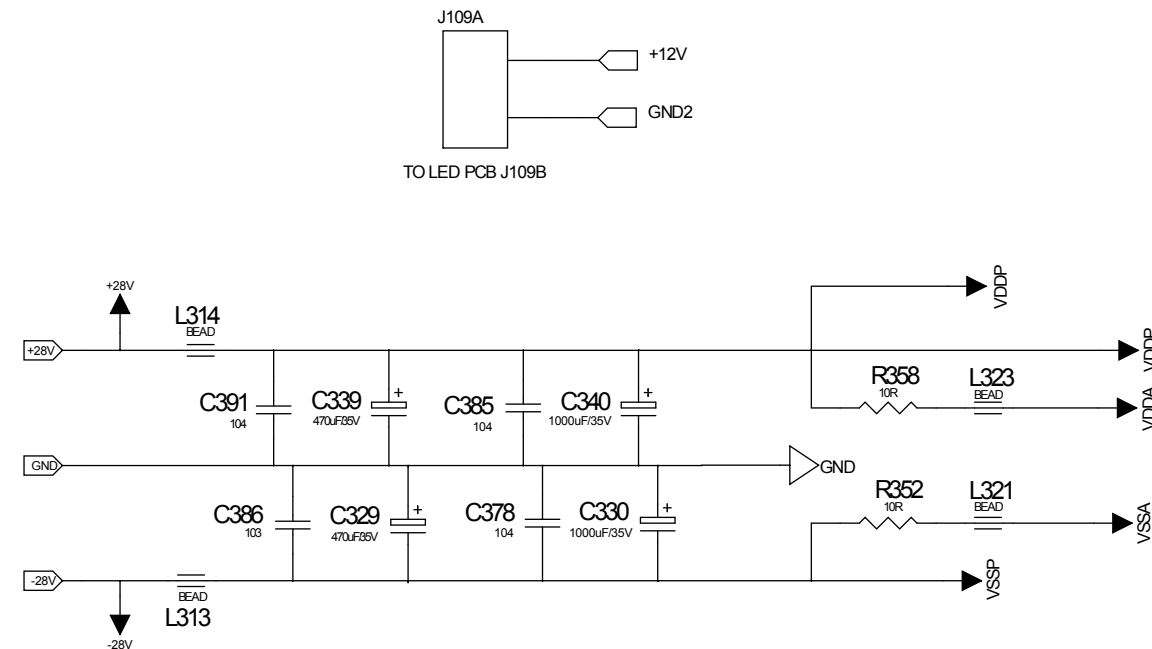 J109A
+12V
GND2
TO LED PCB J109B
+28V
L314
BEAD
+28V
VDDP
VDDP
R358
10R
L323
BEAD
VDDA
C391
104
C339
470uF/35V
+
C385
104
C340
1000uF/35V
+
GND
GND
C386
103
C329
470uF/35V
+
C378
104
C330
1000uF/35V
+
R352
10R
L321
BEAD
VSSA
-28V
BEAD
L313
VSSP
-28V